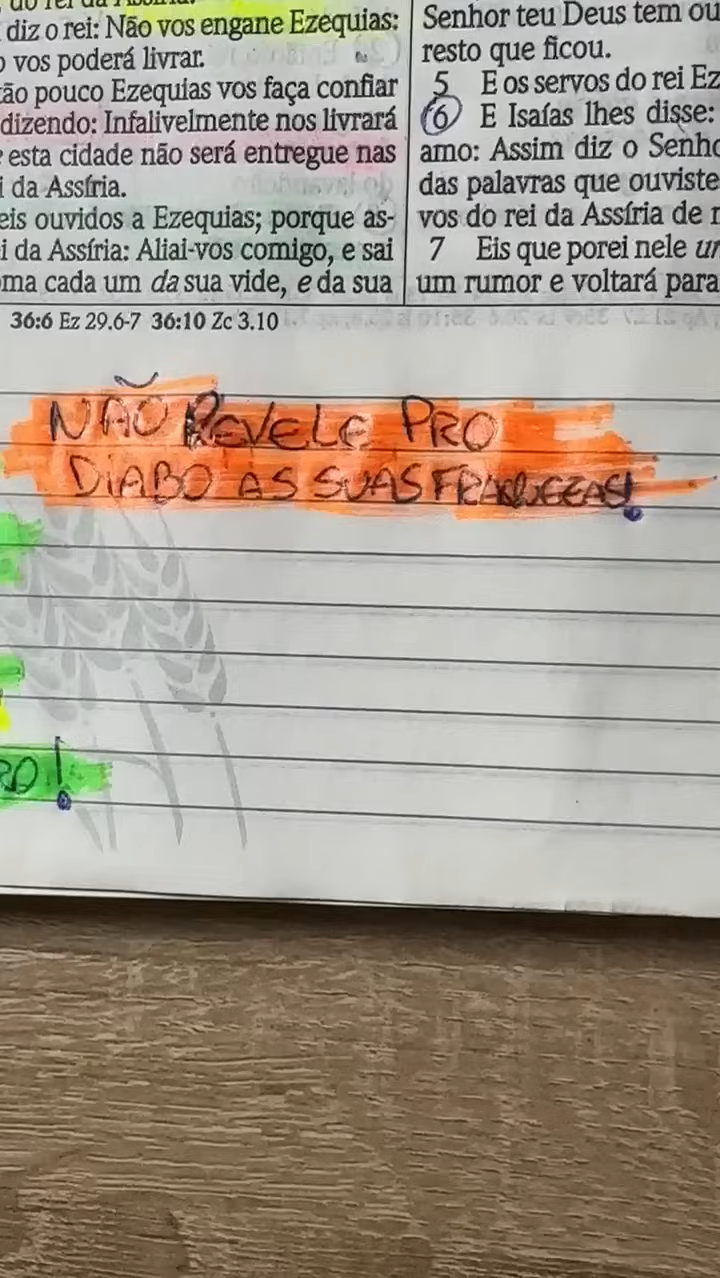 diz o rei: Não vos engane Ezequias:
vos poderá livrar.
tão pouco Ezequias vos faça confiar
dizendo: Infalivelmente nos livrará
esta cidade não será entregue nas
i da Assíria.
eis ouvidos a Ezequias; porque as-
i da Assíria: Aliai-vos comigo, e sai
oma cada um da sua vide, e da sua
Senhor teu Deus tem ou
resto que ficou.
5 E os servos do rei Ez
6 E Isaías lhes disse:
amo: Assim diz o Senho
das palavras que ouviste
vos do rei da Assíria de
7 Eis que porei nele
um rumor e voltará para
36:6 Ez 29.6-7 36:10 Zc 3.10
NÃO REVELE PRO
DIABO AS SUAS FRAQUEZAS!
RO!